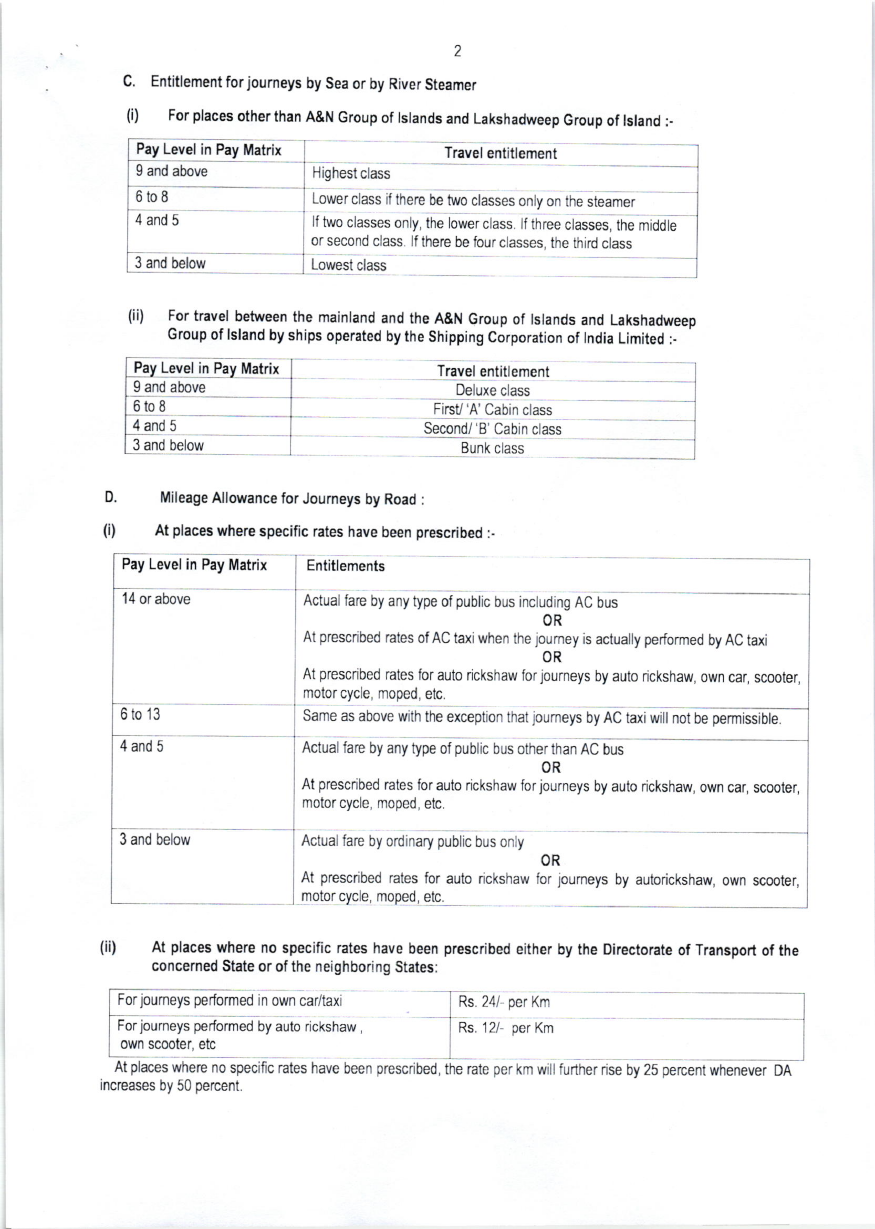 2
C. Entitlement for journeys by Sea or by River Steamer
(i) For places other than A&N Group of Islands and Lakshadweep Group of Island :-
Pay Level in Pay Matrix Travel entitlement
9 and above Highest class
6 to 8 Lower class if there be two classes only on the steamer
4 and 5 If two classes only, the lower class. If three classes, the middle
or second class. If there be four classes, the third class
3 and below Lowest class
(ii) For travel between the mainland and the A&N Group of Islands and Lakshadweep
Group of Island by ships operated by the Shipping Corporation of India Limited :-
Pay Level in Pay Matrix Travel entitlement
9 and above Deluxe class
6 to 8 First/ 'A' Cabin class
4 and 5 Second/ 'B' Cabin class
3 and below Bunk class
D. Mileage Allowance for Journeys by Road :
(i) At places where specific rates have been prescribed :-
Pay Level in Pay Matrix Entitlements
14 or above Actual fare by any type of public bus including AC bus
OR
At prescribed rates of AC taxi when the journey is actually performed by AC taxi
OR
At prescribed rates for auto rickshaw for journeys by auto rickshaw, own car, scooter,
motor cycle, moped, etc.
6 to 13 Same as above with the exception that journeys by AC taxi will not be permissible.
4 and 5 Actual fare by any type of public bus other than AC bus
OR
At prescribed rates for auto rickshaw for journeys by auto rickshaw, own car, scooter,
motor cycle, moped, etc.
3 and below Actual fare by ordinary public bus only
OR
At prescribed rates for auto rickshaw for journeys by autorickshaw, own scooter,
motor cycle, moped, etc.
(ii) At places where no specific rates have been prescribed either by the Directorate of Transport of the
concerned State or of the neighboring States:
For journeys performed in own car/taxi Rs. 24/- per Km
For journeys performed by auto rickshaw , Rs. 12/- per Km
own scooter, etc
At places where no specific rates have been prescribed, the rate per km will further rise by 25 percent whenever DA
increases by 50 percent.